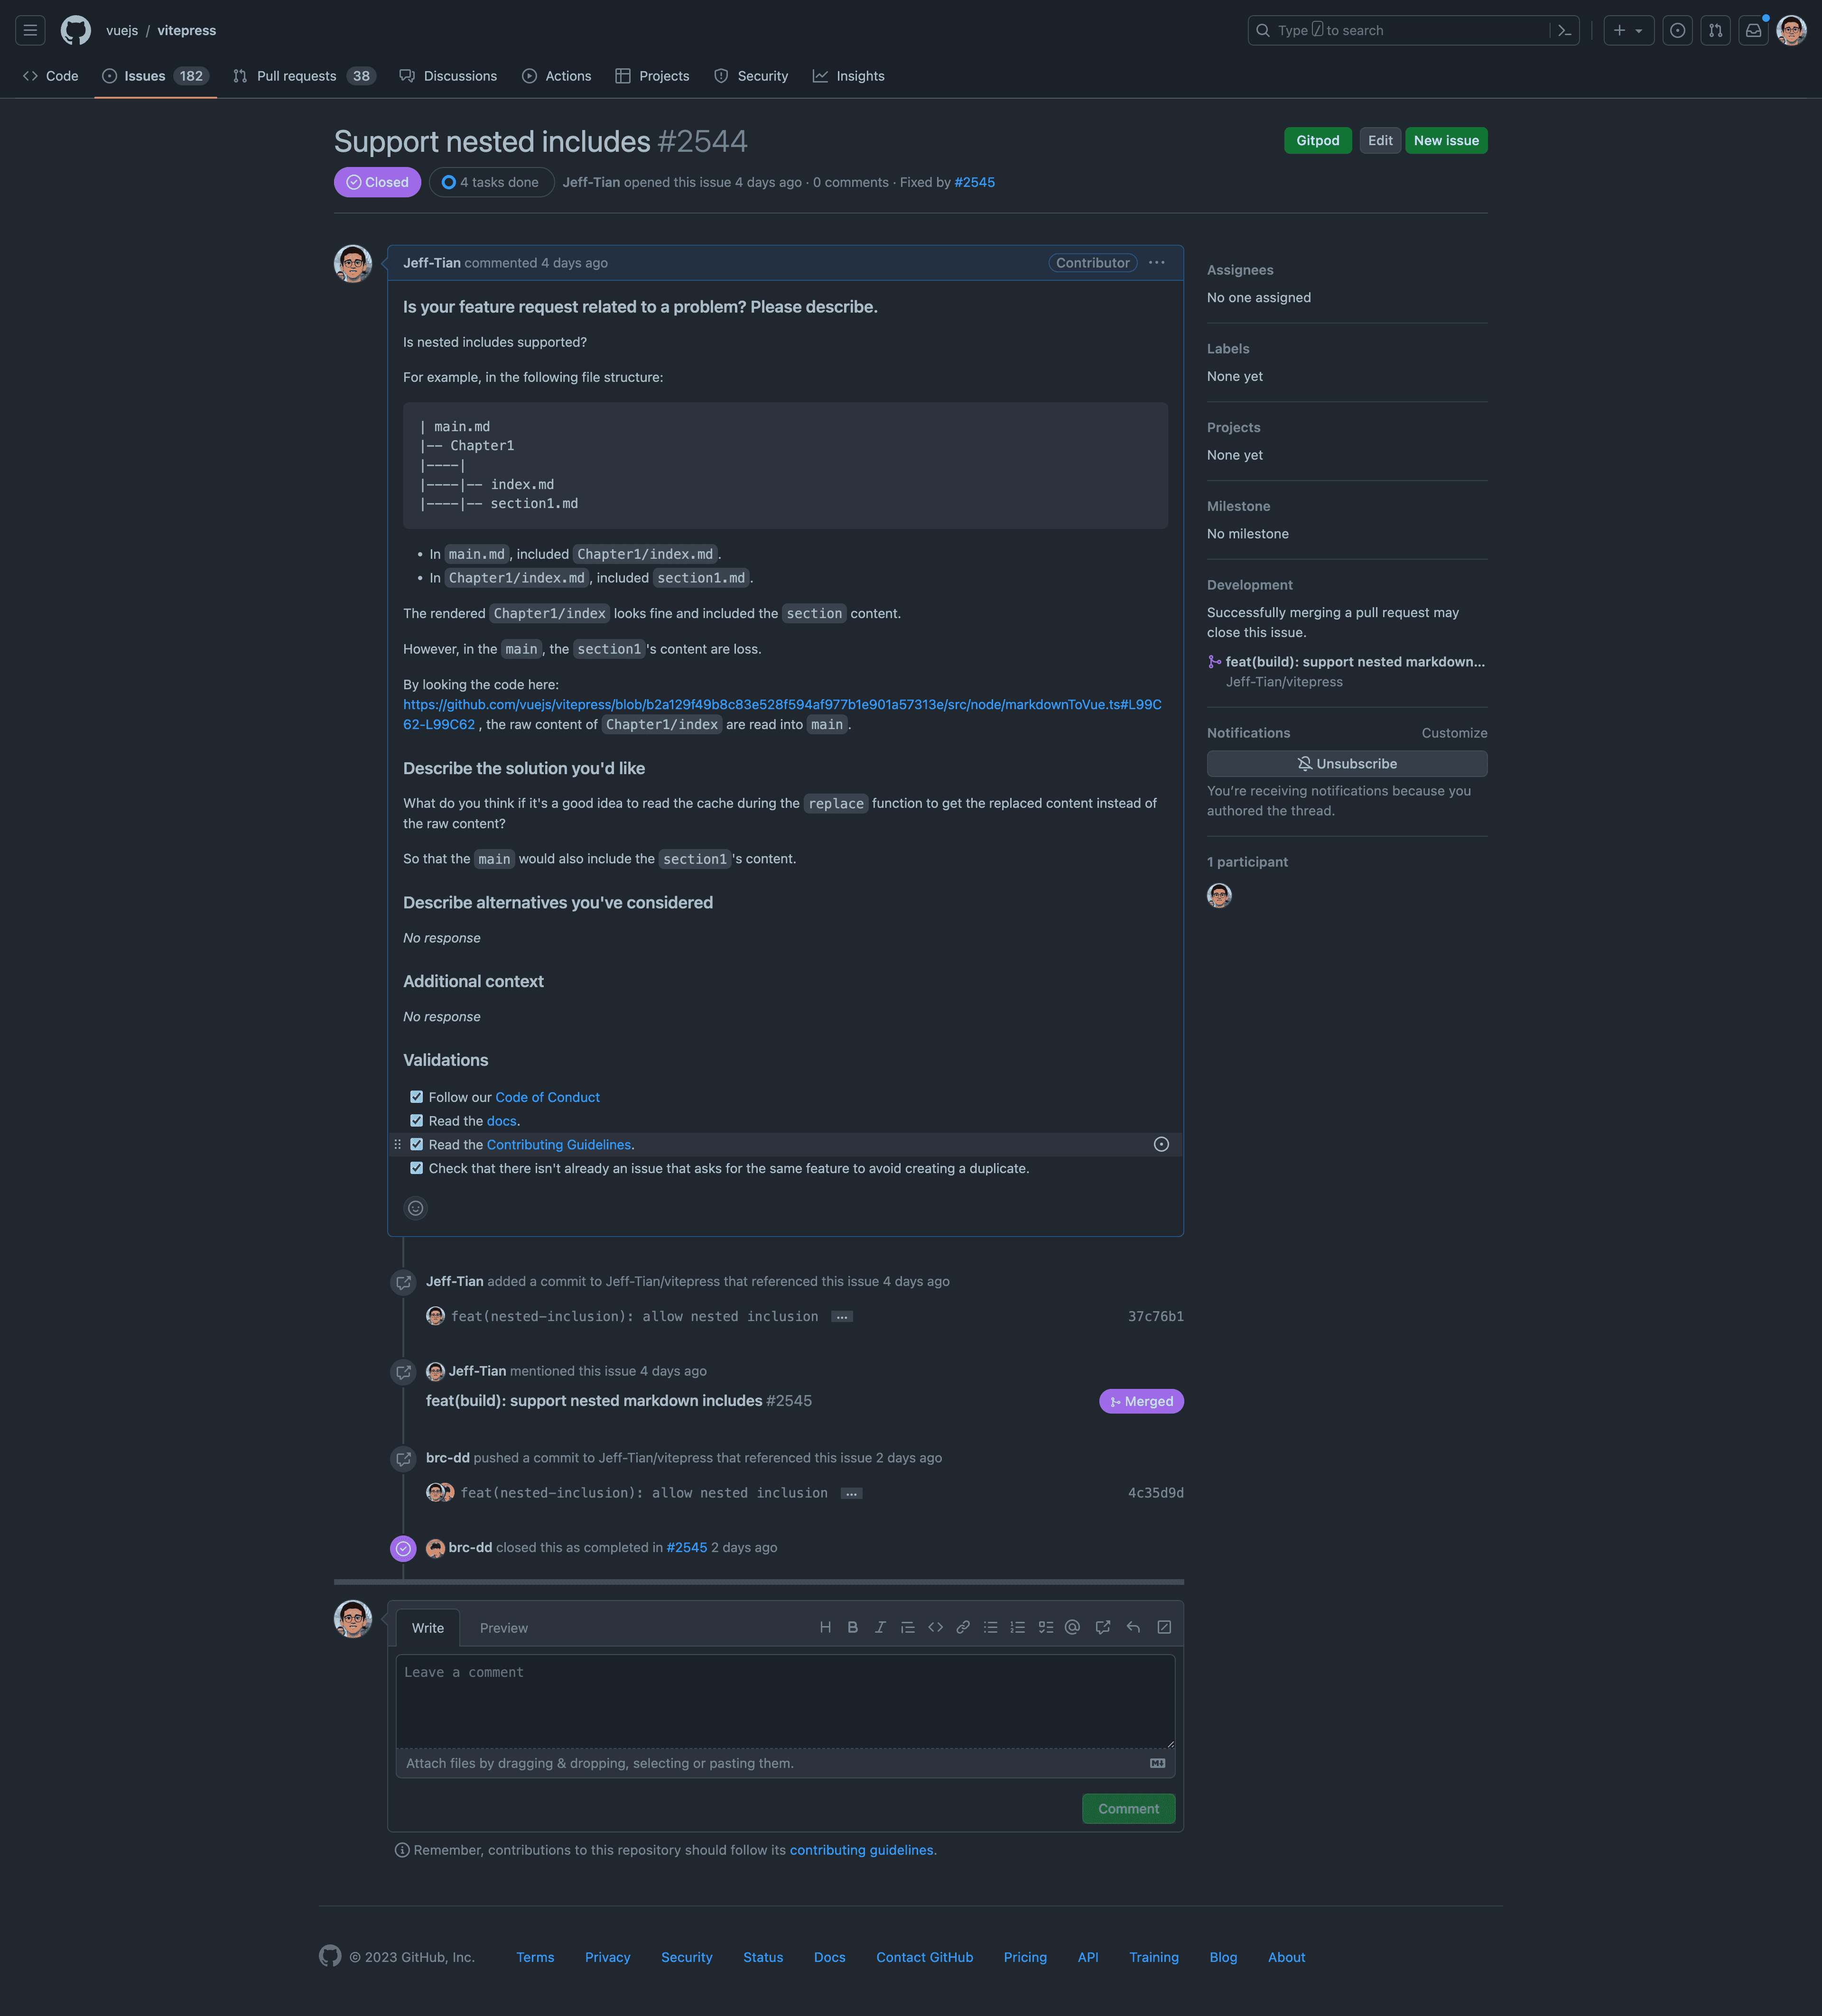 vuejs / vitepress
Type / to search
Code
Issues 182
Pull requests 38
Discussions
Actions
Projects
Security
Insights
Support nested includes #2544
Gitpod
Edit
New issue
Closed
4 tasks done
Jeff-Tian opened this issue 4 days ago · 0 comments · Fixed by #2545
Jeff-Tian commented 4 days ago
Contributor
Is your feature request related to a problem? Please describe.
Is nested includes supported?
For example, in the following file structure:
| main.md
|-- Chapter1
|----|
|----|-- index.md
|----|-- section1.md
• In main.md, included Chapter1/index.md.
• In Chapter1/index.md, included section1.md.
The rendered Chapter1/index looks fine and included the section content.
However, in the main, the section1's content are loss.
By looking the code here:
https://github.com/vuejs/vitepress/blob/b2a129f49b8c83e528f594af977b1e901a57313e/src/node/markdownToVue.ts#L99C
62-L99C62 , the raw content of Chapter1/index are read into main.
Describe the solution you'd like
What do you think if it's a good idea to read the cache during the replace function to get the replaced content instead of
the raw content?
So that the main would also include the section1's content.
Describe alternatives you've considered
No response
Additional context
No response
Validations
Follow our Code of Conduct
Read the docs.
Read the Contributing Guidelines.
Check that there isn't already an issue that asks for the same feature to avoid creating a duplicate.
Assignees
No one assigned
Labels
None yet
Projects
None yet
Milestone
No milestone
Development
Successfully merging a pull request may
close this issue.
feat(build): support nested markdown...
Jeff-Tian/vitepress
Notifications
Customize
Unsubscribe
You're receiving notifications because you
authored the thread.
1 participant
Jeff-Tian added a commit to Jeff-Tian/vitepress that referenced this issue 4 days ago
feat(nested-inclusion): allow nested inclusion ...
37c76b1
Jeff-Tian mentioned this issue 4 days ago
feat(build): support nested markdown includes #2545
Merged
brc-dd pushed a commit to Jeff-Tian/vitepress that referenced this issue 2 days ago
feat(nested-inclusion): allow nested inclusion ...
4c35d9d
brc-dd closed this as completed in #2545 2 days ago
Write
Preview
Leave a comment
Attach files by dragging & dropping, selecting or pasting them.
Comment
Remember, contributions to this repository should follow its contributing guidelines.
© 2023 GitHub, Inc.
Terms
Privacy
Security
Status
Docs
Contact GitHub
Pricing
API
Training
Blog
About